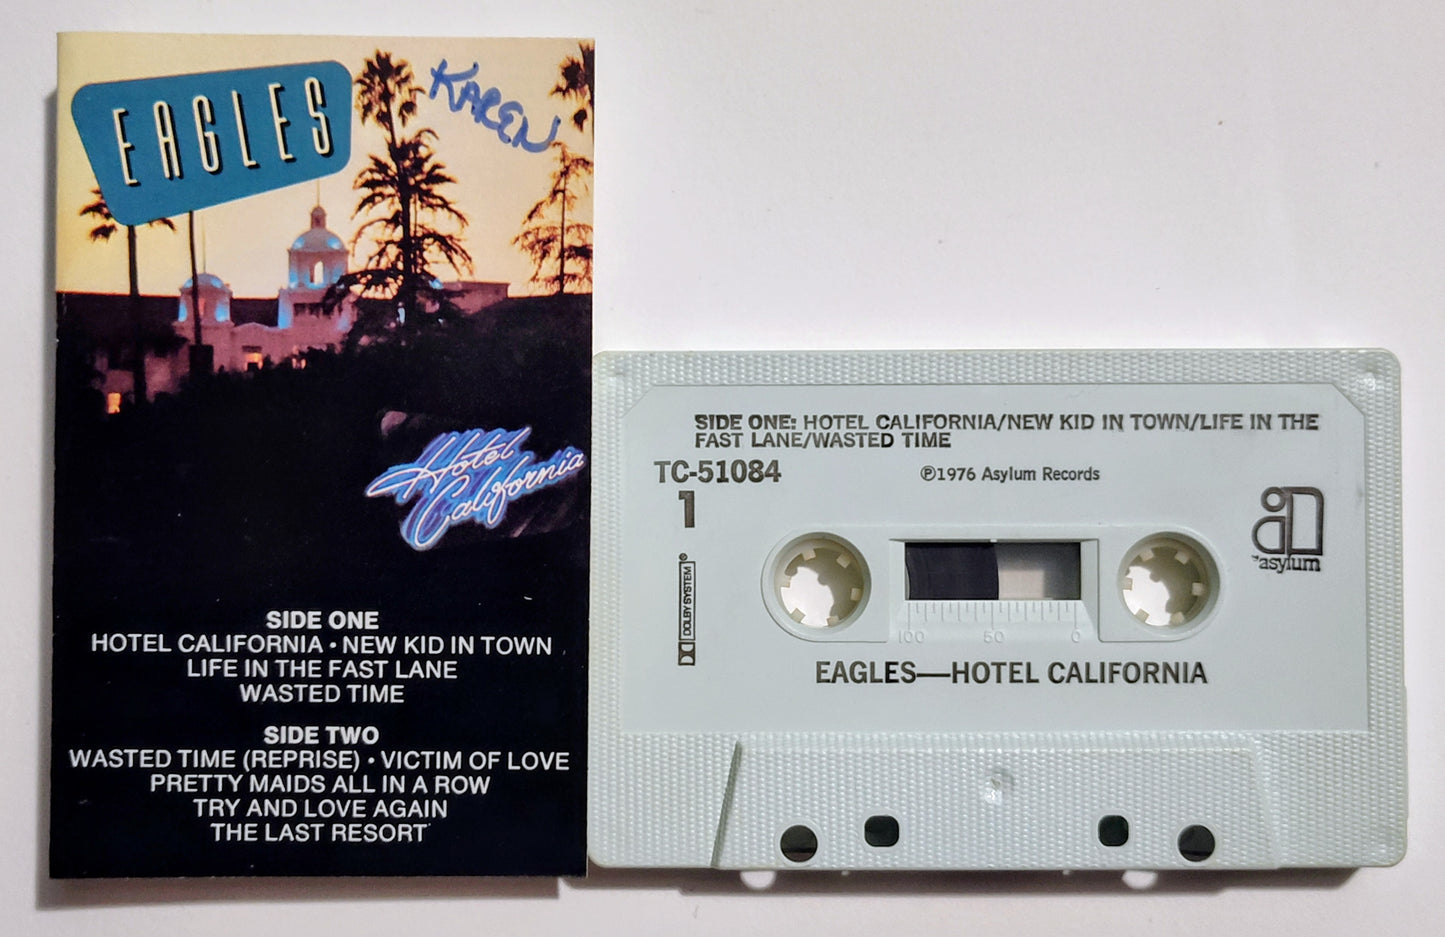 EAGLES
KAREN
Hotel
California
SIDE ONE
HOTEL CALIFORNIA • NEW KID IN TOWN
LIFE IN THE FAST LANE
WASTED TIME
SIDE TWO
WASTED TIME (REPRISE) • VICTIM OF LOVE
PRETTY MAIDS ALL IN A ROW
TRY AND LOVE AGAIN
THE LAST RESORT
SIDE ONE: HOTEL CALIFORNIA/NEW KID IN TOWN/LIFE IN THE
FAST LANE/WASTED TIME
TC-51084
℗1976 Asylum Records
1
DOLBY SYSTEM®
asylum
100 50 0
EAGLES—HOTEL CALIFORNIA